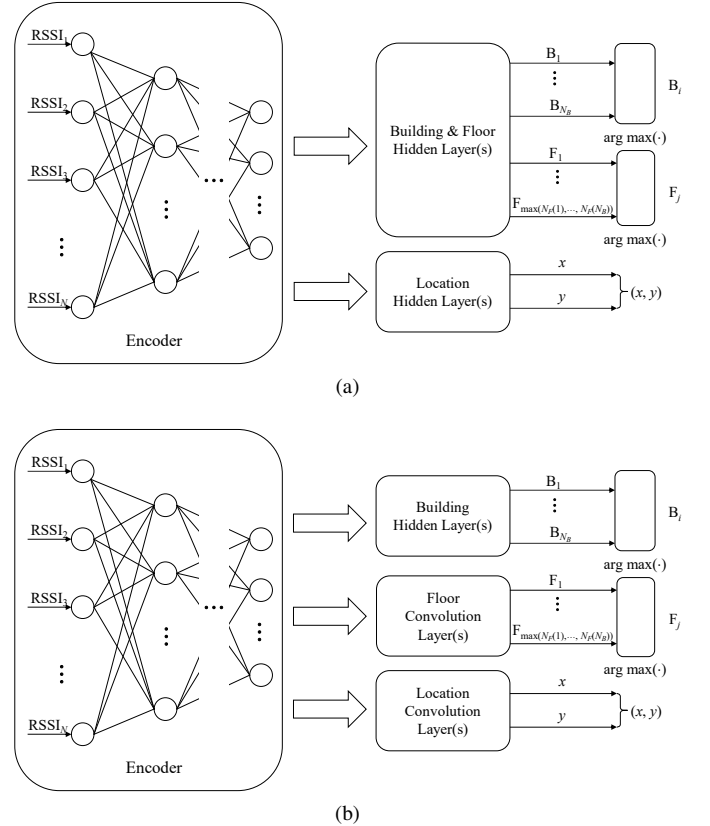 RSSI1
RSSI2
RSSI3
⋮
RSSIN
...
⋮
⋮
Encoder
Building & Floor
Hidden Layer(s)
B1
⋮
BNB
Bi
arg max(·)
F1
⋮
Fmax(NF(1),..., NF(NB))
Fj
arg max(·)
Location
Hidden Layer(s)
x
y
(x, y)
(a)
RSSI1
RSSI2
RSSI3
⋮
RSSIN
...
⋮
⋮
Encoder
Building
Hidden Layer(s)
B1
⋮
BNB
Bi
arg max(·)
Floor
Convolution
Layer(s)
F1
⋮
Fmax(NF(1),..., NF(NB))
Fj
arg max(·)
Location
Convolution
Layer(s)
x
y
(x, y)
(b)